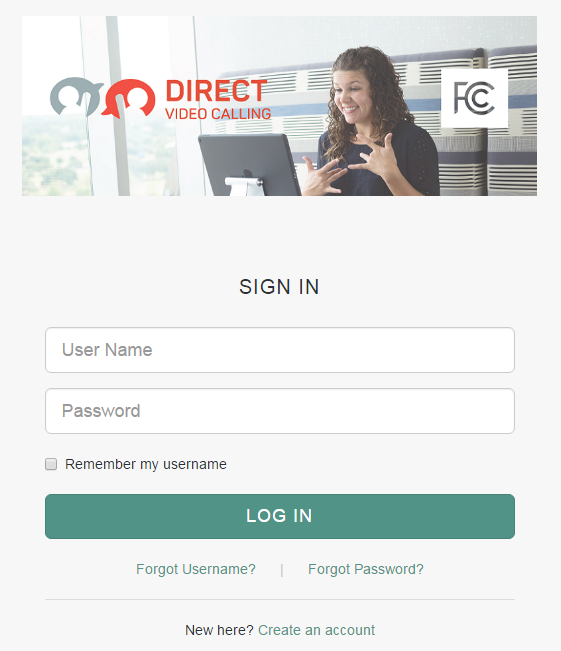 DIRECT
VIDEO CALLING
FCC
SIGN IN
User Name
Password
Remember my username
LOG IN
Forgot Username? | Forgot Password?
New here? Create an account